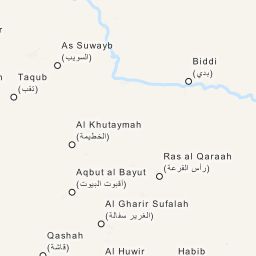 As Suwayb
(السويب)
Biddi
(بدي)
Taqub
(تقب)
Al Khutaymah
(الخطيمة)
Ras al Qaraah
(رأس القرعة)
Aqbut al Bayut
(اقبوت البيوت)
Al Gharir Sufalah
(الغرير سفالة)
Qashah
(قاشة)
Al Huwir
Habib